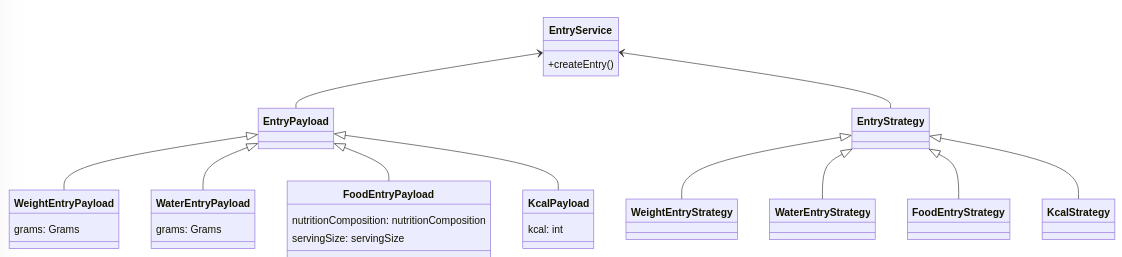 EntryService
+createEntry()
EntryPayload
EntryStrategy
WeightEntryPayload
grams: Grams
WaterEntryPayload
grams: Grams
FoodEntryPayload
nutritionComposition: nutritionComposition
servingSize: servingSize
KcalPayload
kcal: int
WeightEntryStrategy
WaterEntryStrategy
FoodEntryStrategy
KcalStrategy